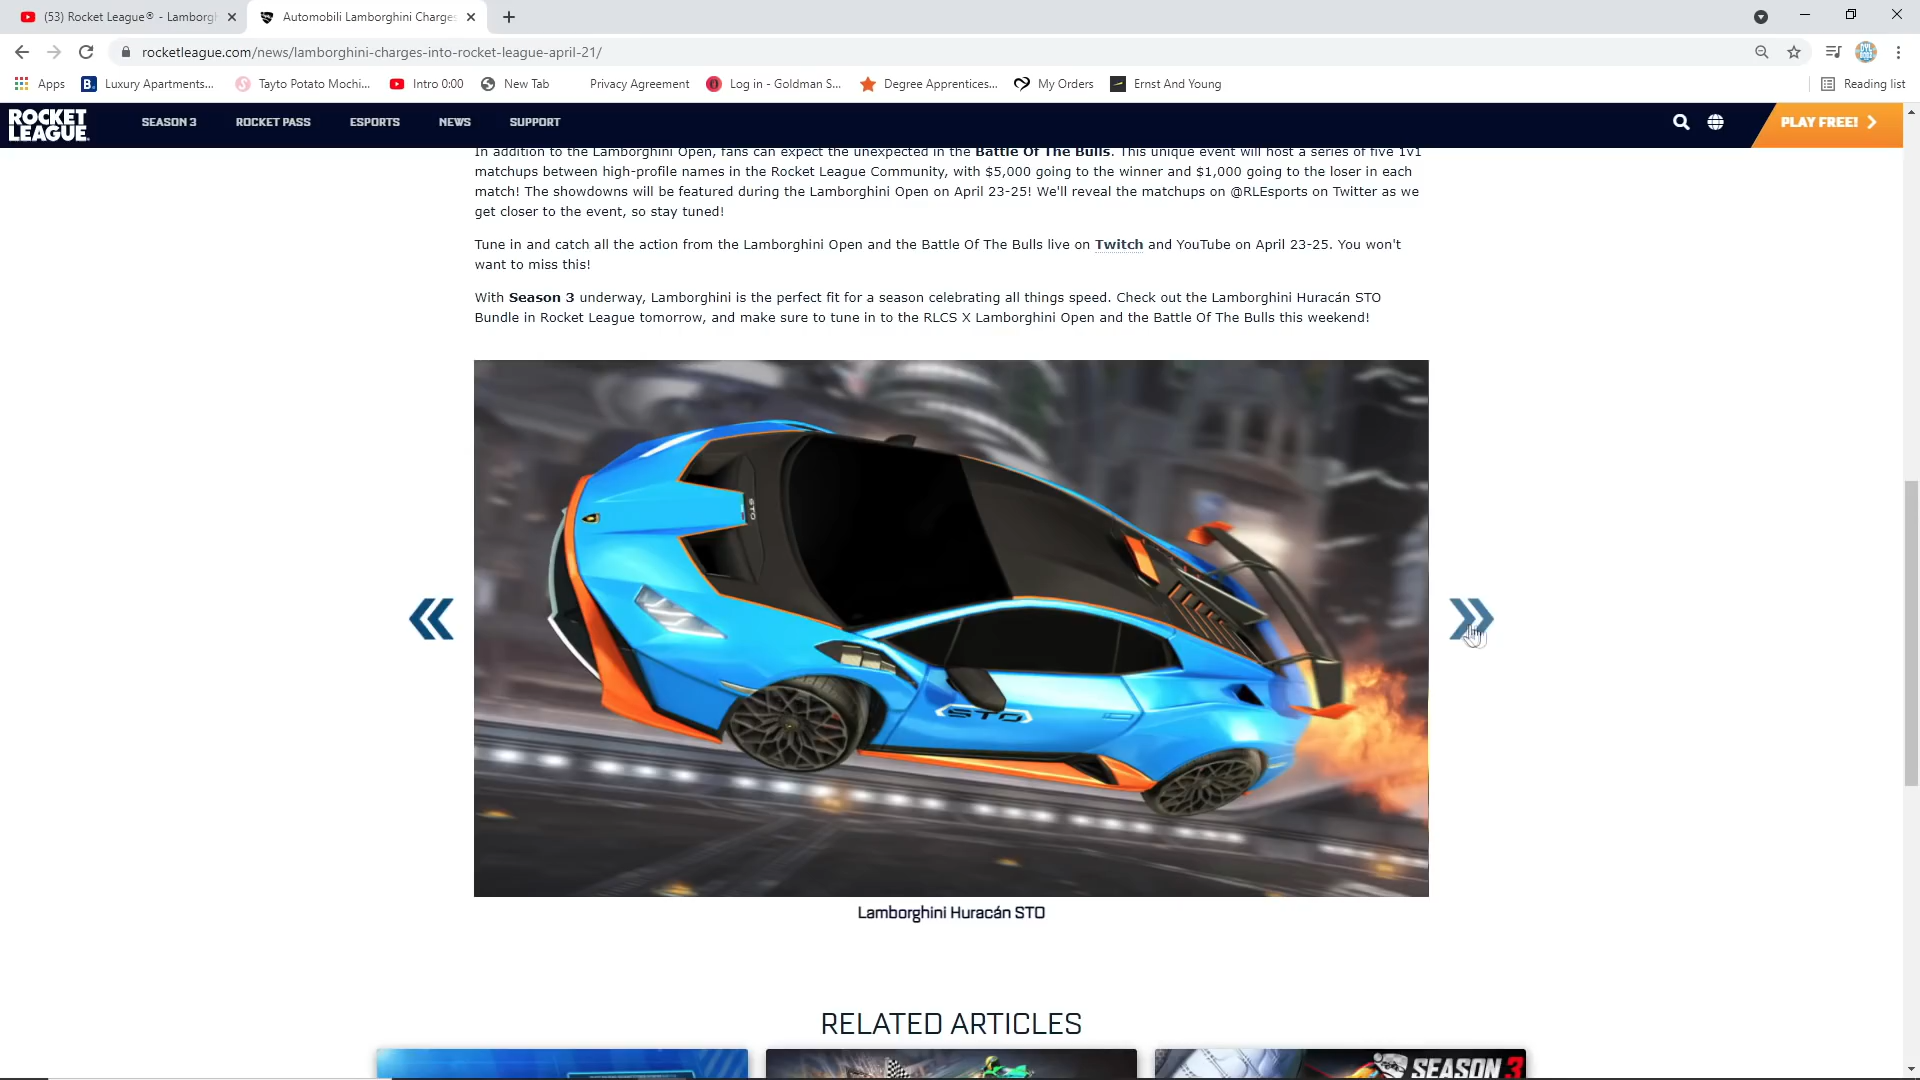 (53) Rocket League® - Lamborg
Automobili Lamborghini Charges
rocketleague.com/news/lamborghini-charges-into-rocket-league-april-21/
Apps
B.
Luxury Apartments...
Tayto Potato Mochi...
Intro 0:00
New Tab
Privacy Agreement
Log in - Goldman S...
Degree Apprentices...
My Orders
Ernst And Young
Reading list
ROCKET LEAGUE
SEASON 3
ROCKET PASS
ESPORTS
NEWS
SUPPORT
PLAY FREE!
In addition to the Lamborghini Open, fans can expect the unexpected in the Battle Of The Bulls. This unique event will host a series of five 1v1
matchups between high-profile names in the Rocket League Community, with $5,000 going to the winner and $1,000 going to the loser in each
match! The showdowns will be featured during the Lamborghini Open on April 23-25! We'll reveal the matchups on @RLEsports on Twitter as we
get closer to the event, so stay tuned!
Tune in and catch all the action from the Lamborghini Open and the Battle Of The Bulls live on Twitch and YouTube on April 23-25. You won't
want to miss this!
With Season 3 underway, Lamborghini is the perfect fit for a season celebrating all things speed. Check out the Lamborghini Huracán STO
Bundle in Rocket League tomorrow, and make sure to tune in to the RLCS X Lamborghini Open and the Battle Of The Bulls this weekend!
STO
STO
Lamborghini Huracán STO
RELATED ARTICLES
SEASON 3